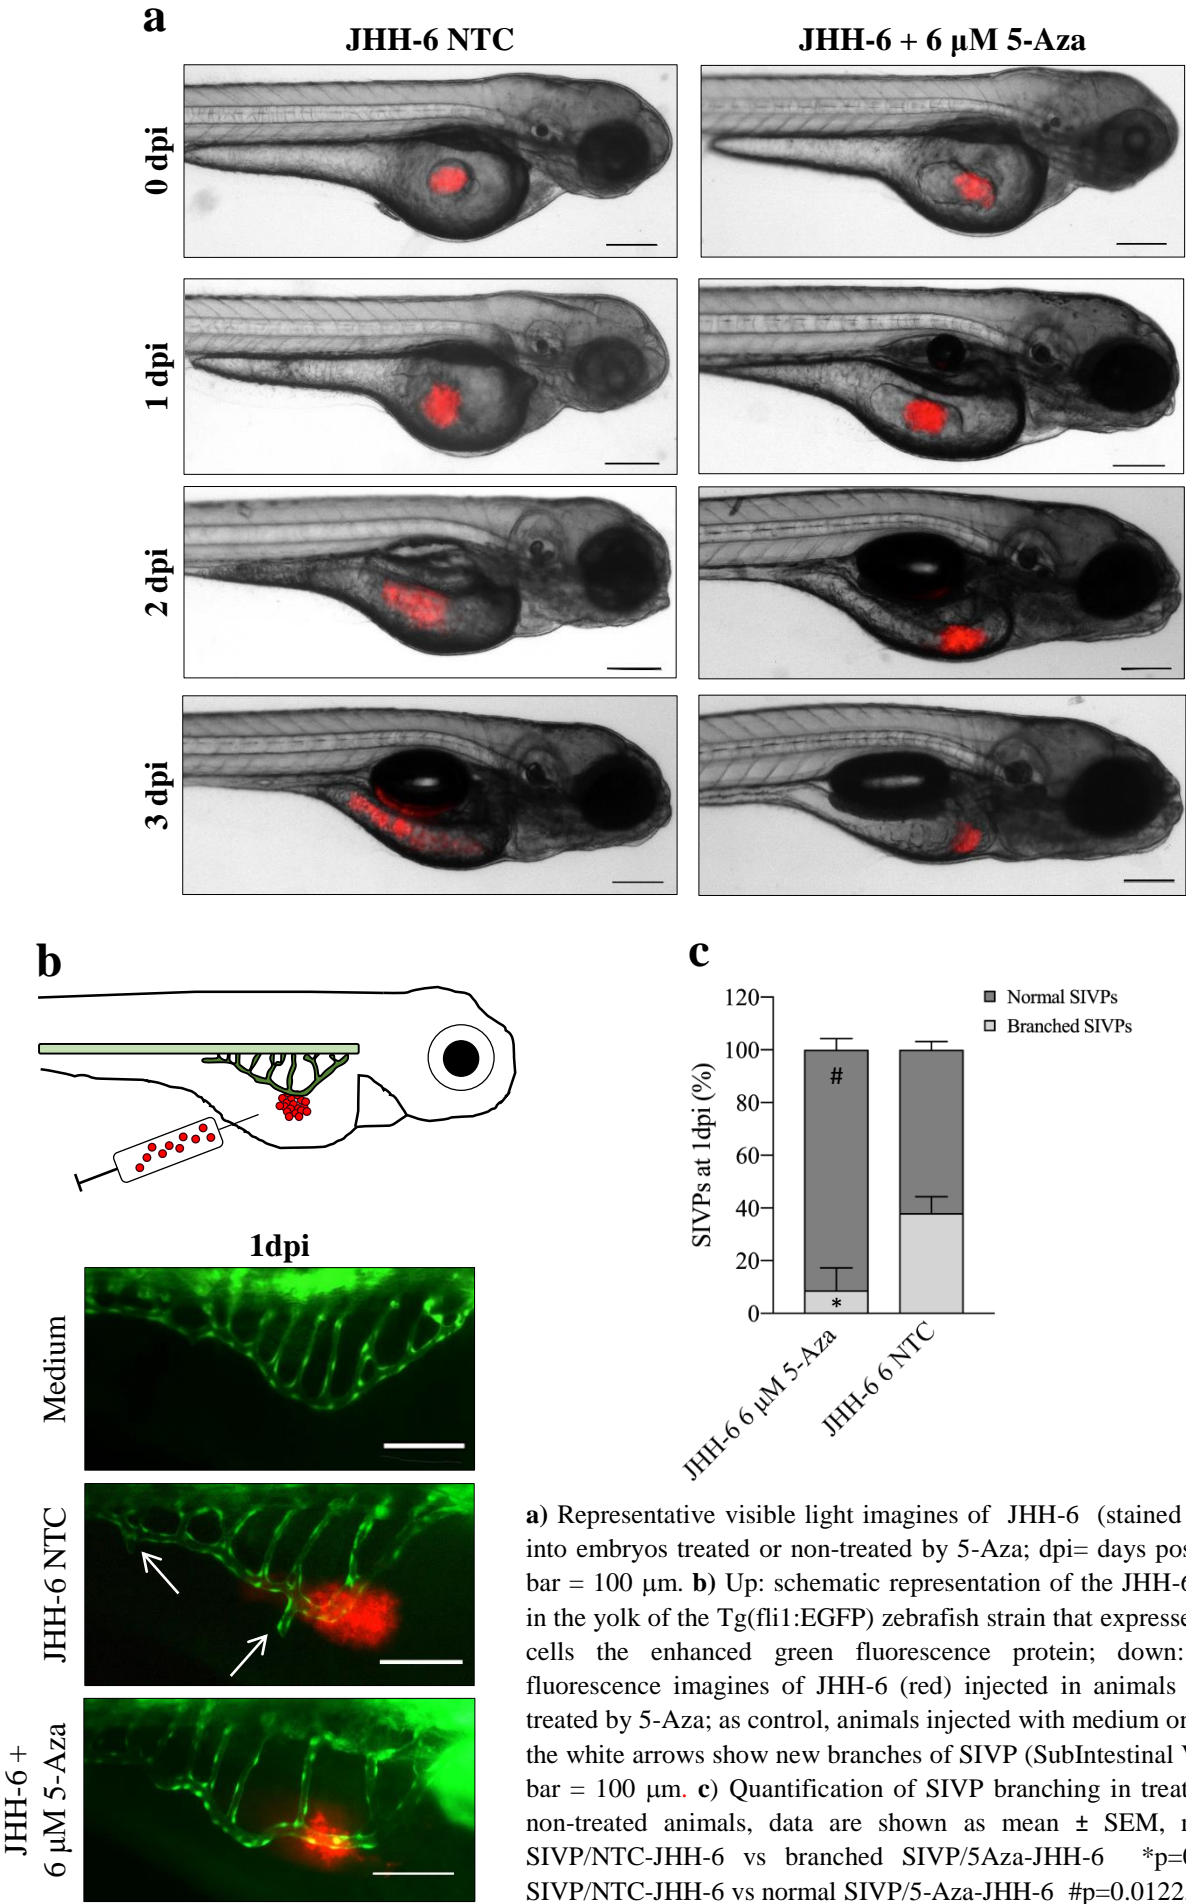 a
JHH-6 NTC
JHH-6 + 6 µM 5-Aza
0 dpi
1 dpi
2 dpi
3 dpi
b
1dpi
Medium
JHH-6 NTC
JHH-6 +
6 µM 5-Aza
c
Normal SIVPs
Branched SIVPs
SIVPs at 1dpi (%)
120
100
80
60
40
20
0
#
*
JHH-6 6 µM 5-Aza
JHH-6 6 NTC
a) Representative visible light imagines of JHH-6 (stained
into embryos treated or non-treated by 5-Aza; dpi= days pos
bar = 100 µm. b) Up: schematic representation of the JHH-6
in the yolk of the Tg(fli1:EGFP) zebrafish strain that expresse
cells the enhanced green fluorescence protein; down:
fluorescence imagines of JHH-6 (red) injected in animals
treated by 5-Aza; as control, animals injected with medium or
the white arrows show new branches of SIVP (SubIntestinal V
bar = 100 µm. c) Quantification of SIVP branching in treat
non-treated animals, data are shown as mean ± SEM, n
SIVP/NTC-JHH-6 vs branched SIVP/5Aza-JHH-6 *p=0
SIVP/NTC-JHH-6 vs normal SIVP/5-Aza-JHH-6 #p=0.0122